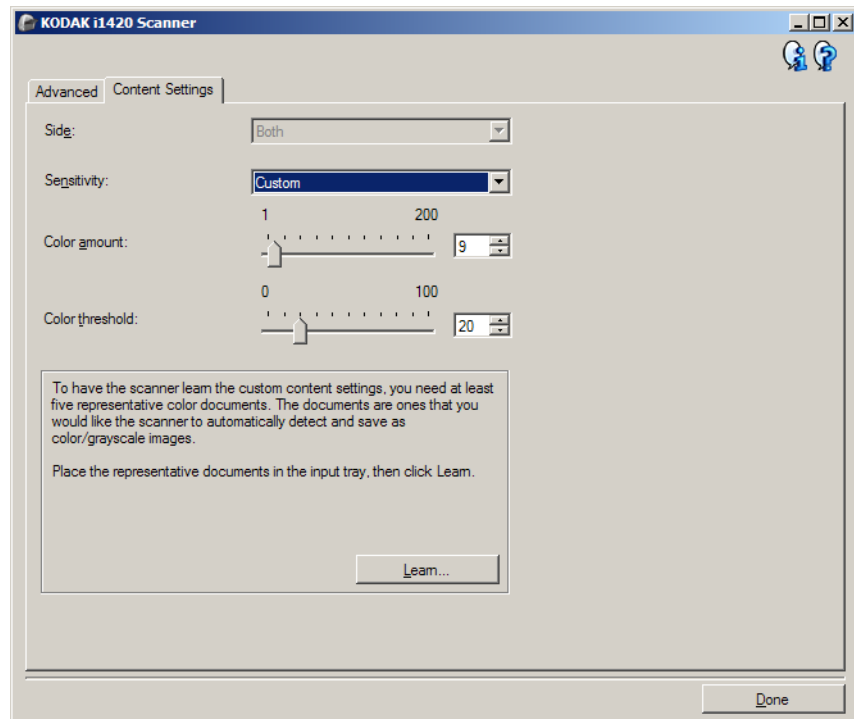 KODAK i1420 Scanner
Advanced
Content Settings
Side:
Both
Sensitivity:
Custom
1 200
Color amount:
9
0 100
Color threshold:
20
To have the scanner learn the custom content settings, you need at least
five representative color documents. The documents are ones that you
would like the scanner to automatically detect and save as
color/grayscale images.
Place the representative documents in the input tray, then click Learn.
Learn...
Done